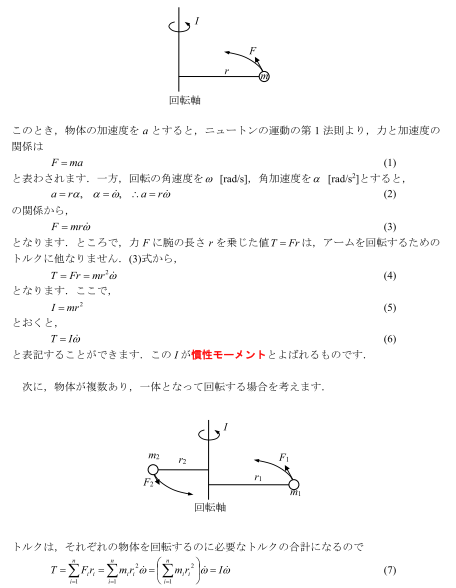 I
F
r
m
回転軸
このとき，物体の加速度を a とすると，ニュートンの運動の第 1 法則より，力と加速度の
関係は
F = ma (1)
と表わされます．一方，回転の角速度をω [rad/s]，角加速度をα [rad/s²]とすると，
a = rα, α = ω̇, ∴ a = rω̇ (2)
の関係から，
F = mrω̇ (3)
となります．ところで，力 F に腕の長さ r を乗じた値 T = Fr は，アームを回転するための
トルクに他なりません．(3)式から，
T = Fr = mr²ω̇ (4)
となります．ここで，
I = mr² (5)
とおくと，
T = Iω̇ (6)
と表記することができます．この I が慣性モーメントとよばれるものです．
次に，物体が複数あり，一体となって回転する場合を考えます．
I
m₂
r₂
F₁
F₂
r₁
m₁
回転軸
トルクは，それぞれの物体を回転するのに必要なトルクの合計になるので
T = ∑_{i=1}^{n} F_i r_i = ∑_{i=1}^{n} m_i r_i² ω̇ = (∑_{i=1}^{n} m_i r_i²) ω̇ = Iω̇ (7)